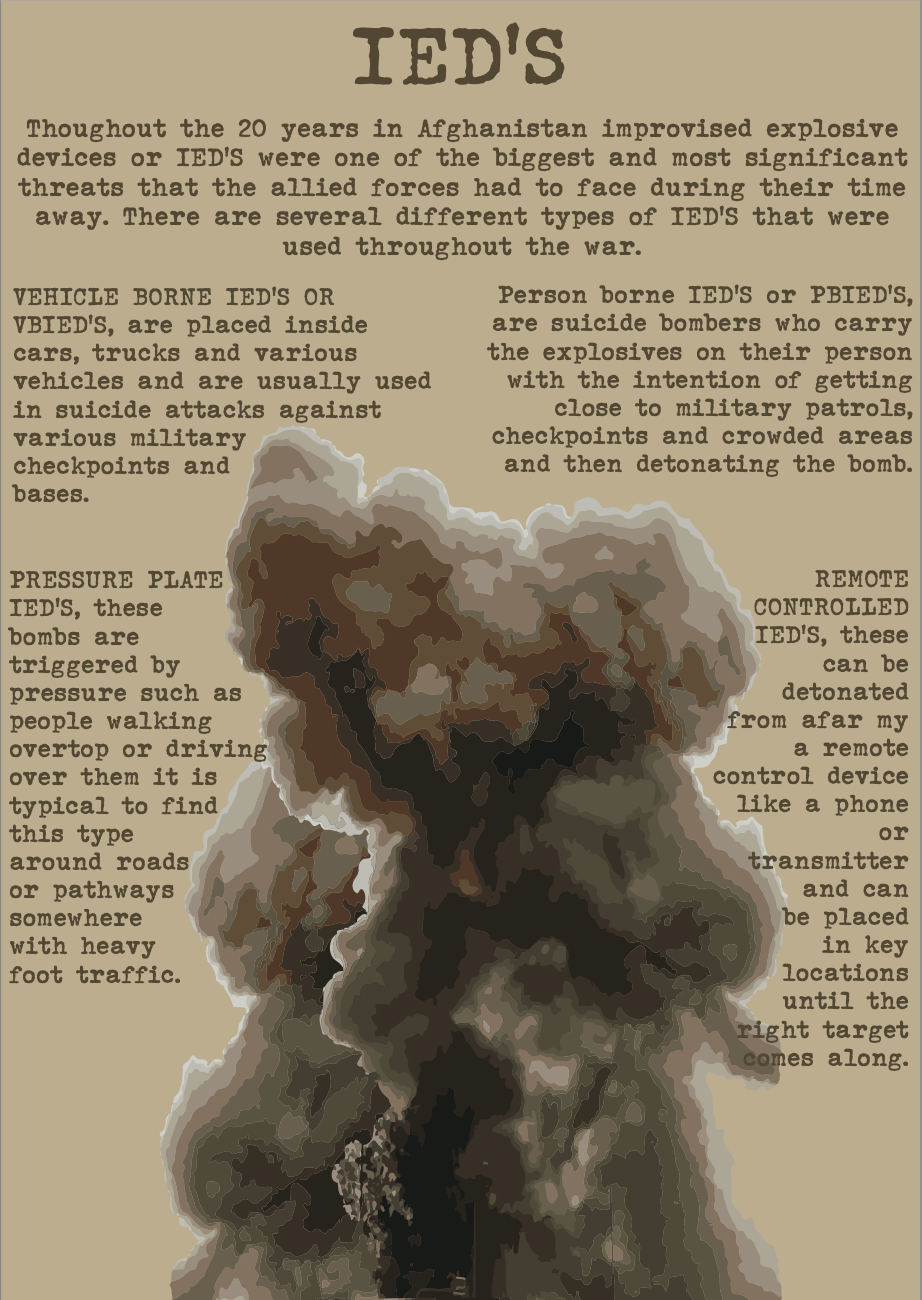 IED'S
Thoughout the 20 years in Afghanistan improvised explosive
devices or IED'S were one of the biggest and most significant
threats that the allied forces had to face during their time
away. There are several different types of IED'S that were
used throughout the war.
VEHICLE BORNE IED'S OR
VBIED'S, are placed inside
cars, trucks and various
vehicles and are usually used
in suicide attacks against
various military
checkpoints and
bases.
Person borne IED'S or PBIED'S,
are suicide bombers who carry
the explosives on their person
with the intention of getting
close to military patrols,
checkpoints and crowded areas
and then detonating the bomb.
PRESSURE PLATE
IED'S, these
bombs are
triggered by
pressure such as
people walking
overtop or driving
over them it is
typical to find
this type
around roads
or pathways
somewhere
with heavy
foot traffic.
REMOTE
CONTROLLED
IED'S, these
can be
detonated
from afar my
a remote
control device
like a phone
or
transmitter
and can
be placed
in key
locations
until the
right target
comes along.